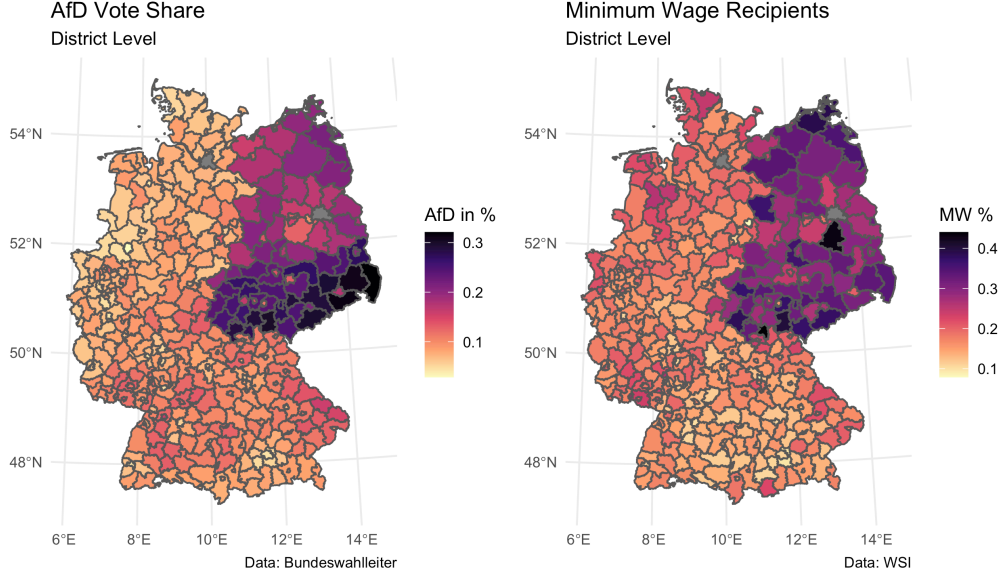 AfD Vote Share
District Level
54°N
52°N
50°N
48°N
6°E 8°E 10°E 12°E 14°E
AfD in %
0.3
0.2
0.1
Data: Bundeswahlleiter
Minimum Wage Recipients
District Level
54°N
52°N
50°N
48°N
6°E 8°E 10°E 12°E 14°E
MW %
0.4
0.3
0.2
0.1
Data: WSI